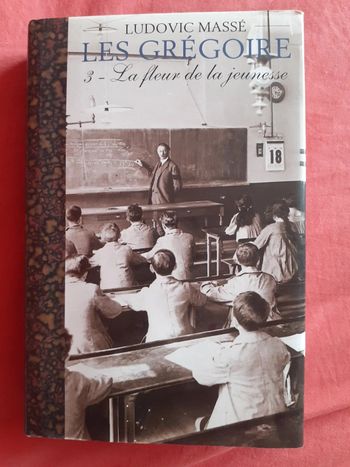 LUDOVIC MASSÉ
LES GRÉGOIRE
3 - La fleur de la jeunesse
18